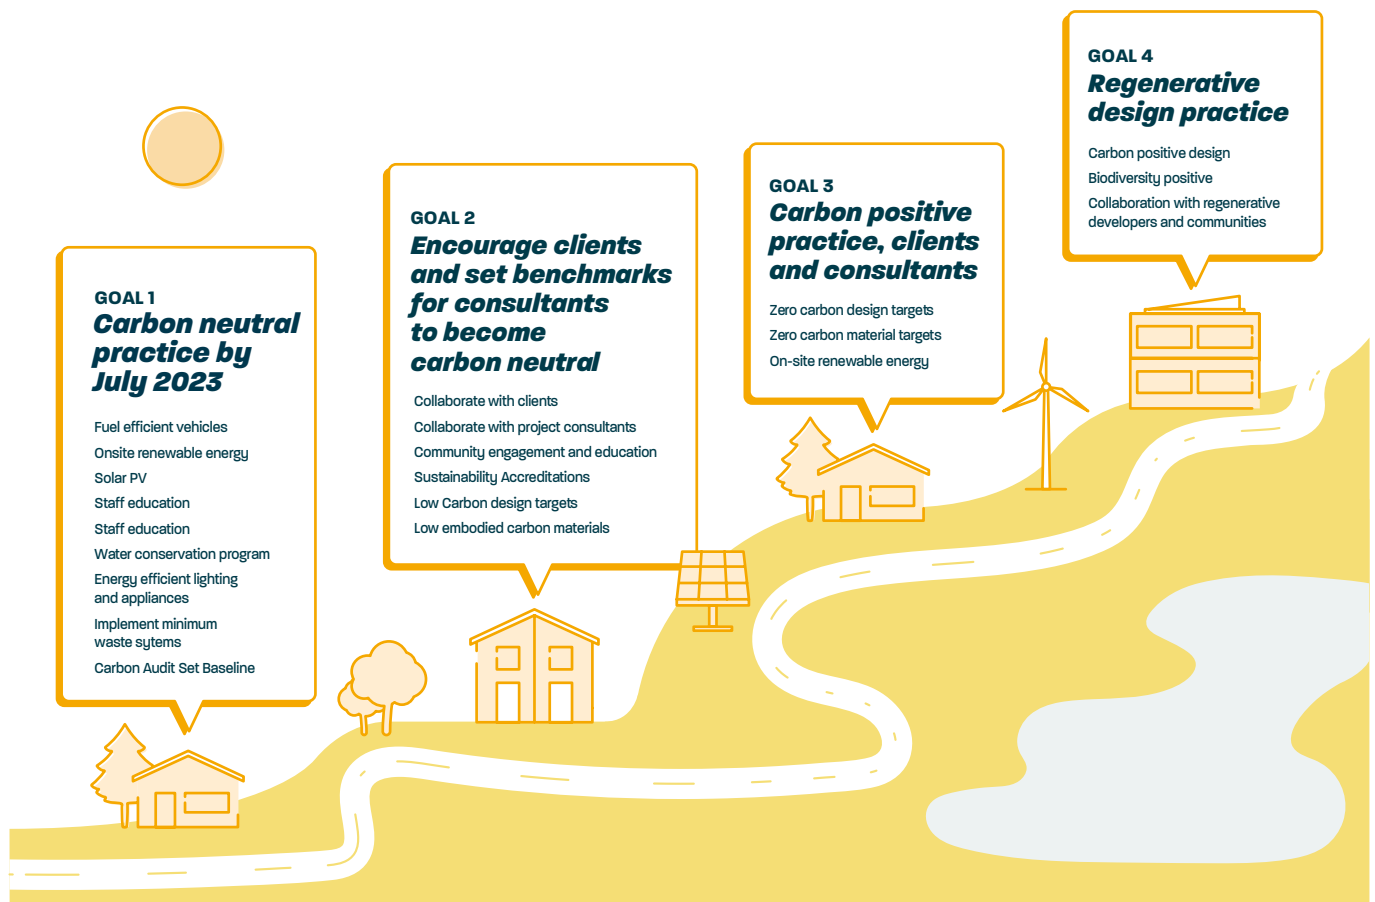 GOAL 1
Carbon neutral
practice by
July 2023
Fuel efficient vehicles
Onsite renewable energy
Solar PV
Staff education
Staff education
Water conservation program
Energy efficient lighting
and appliances
Implement minimum
waste sytems
Carbon Audit Set Baseline
GOAL 2
Encourage clients
and set benchmarks
for consultants
to become
carbon neutral
Collaborate with clients
Collaborate with project consultants
Community engagement and education
Sustainability Accreditations
Low Carbon design targets
Low embodied carbon materials
GOAL 3
Carbon positive
practice, clients
and consultants
Zero carbon design targets
Zero carbon material targets
On-site renewable energy
GOAL 4
Regenerative
design practice
Carbon positive design
Biodiversity positive
Collaboration with regenerative
developers and communities